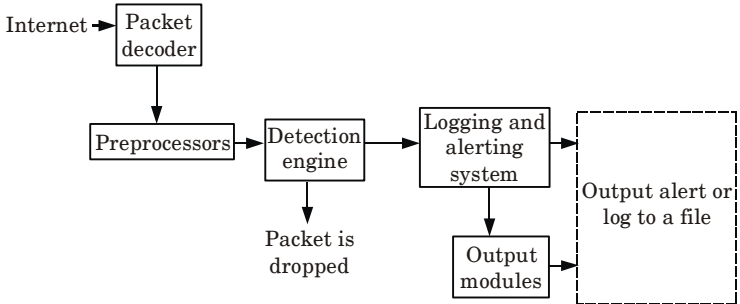 Internet
Packet
decoder
Preprocessors
Detection
engine
Packet is
dropped
Logging and
alerting
system
Output
modules
Output alert or
log to a file